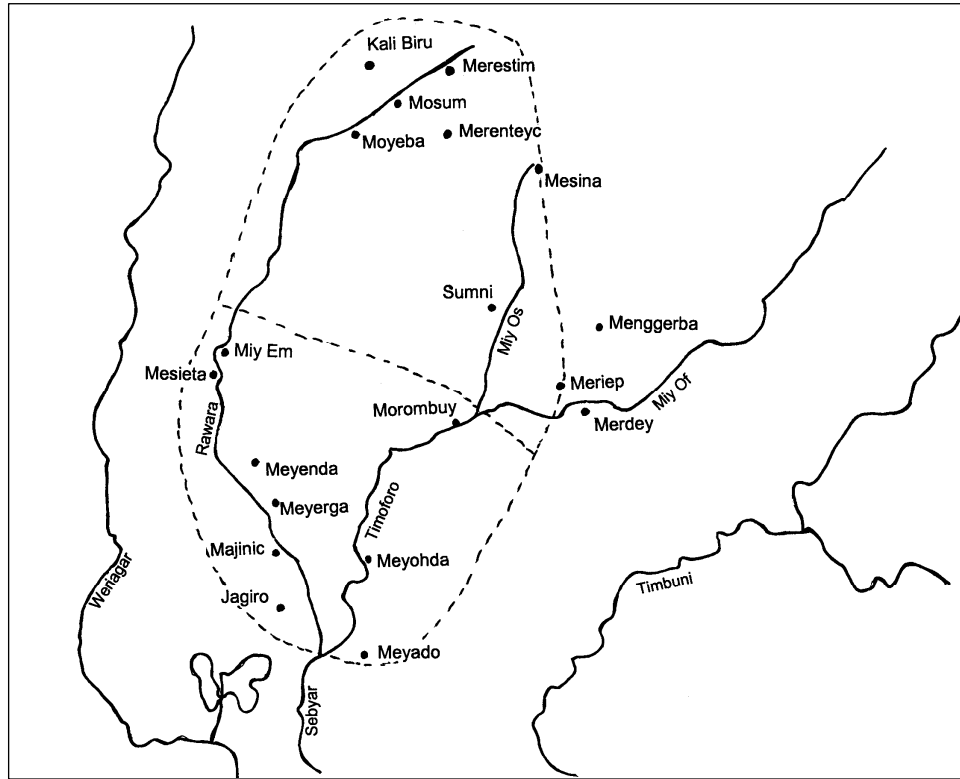 Kali Biru
Merestim
Mosum
Moyeba
Merenteyc
Mesina
Sumni
Miy Os
Menggerba
Miy Em
Mesieta
Meriep
Miy Of
Morombuy
Merdey
Rawara
Meyenda
Meyerga
Timoforo
Majinic
Meyohda
Weriagar
Timbuni
Jagiro
Meyado
Sebyar